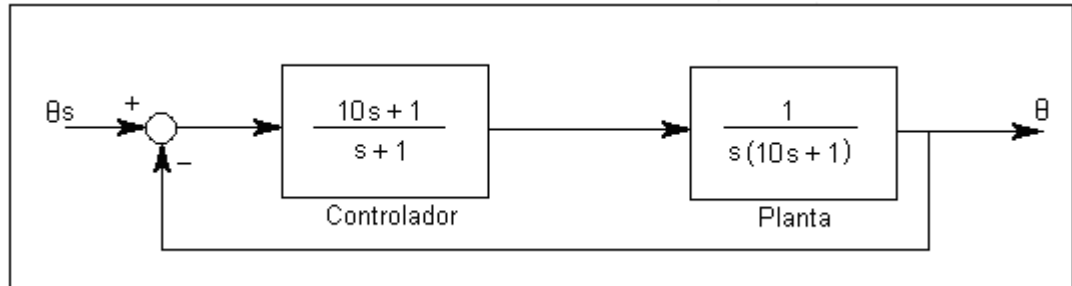 θs
+
−
10s+1
s+1
Controlador
1
s(10s+1)
Planta
θ